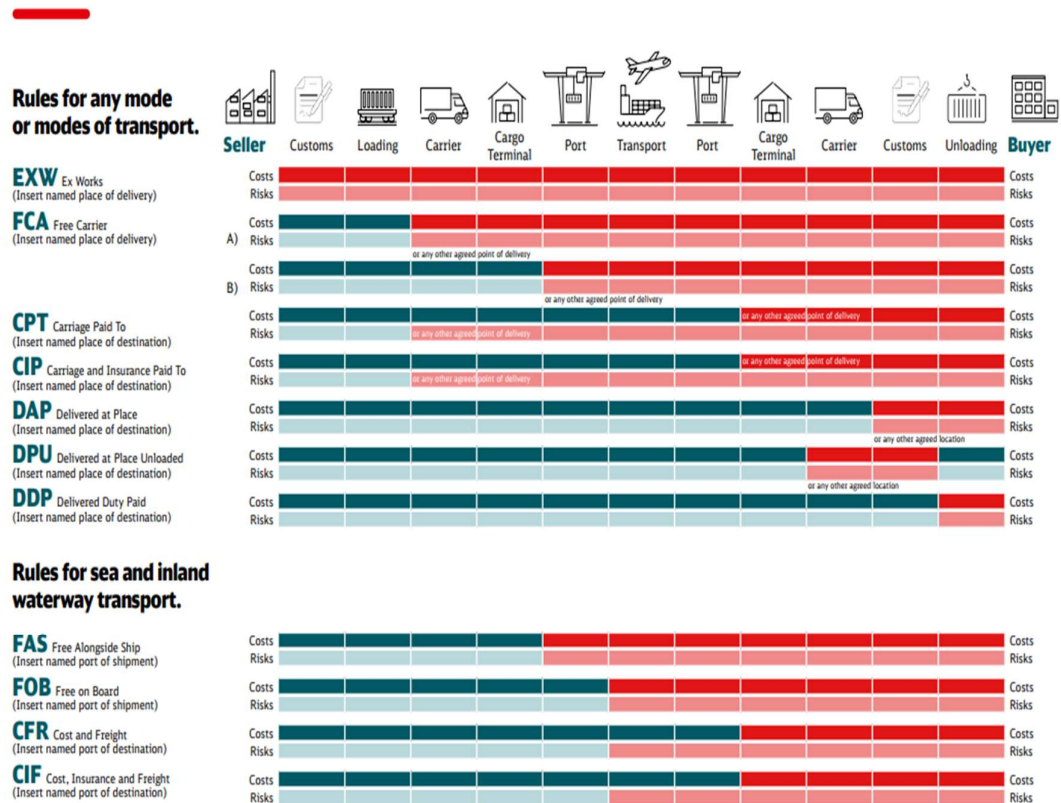 Rules for any mode
or modes of transport.
Seller Customs Loading Carrier Cargo Terminal Port Transport Port Cargo Terminal Carrier Customs Unloading Buyer
EXW Ex Works
(Insert named place of delivery)
Costs Costs
Risks Risks
FCA Free Carrier
(Insert named place of delivery)
Costs Costs
A) Risks Risks
or any other agreed point of delivery
Costs Costs
B) Risks Risks
or any other agreed point of delivery
CPT Carriage Paid To
(Insert named place of destination)
Costs or any other agreed point of delivery Costs
Risks or any other agreed point of delivery Risks
CIP Carriage and Insurance Paid To
(Insert named place of destination)
Costs or any other agreed point of delivery Costs
Risks or any other agreed point of delivery Risks
DAP Delivered at Place
(Insert named place of destination)
Costs Costs
Risks Risks
or any other agreed location
DPU Delivered at Place Unloaded
(Insert named place of destination)
Costs Costs
Risks Risks
or any other agreed location
DDP Delivered Duty Paid
(Insert named place of destination)
Costs Costs
Risks Risks
Rules for sea and inland
waterway transport.
FAS Free Alongside Ship
(Insert named port of shipment)
Costs Costs
Risks Risks
FOB Free on Board
(Insert named port of shipment)
Costs Costs
Risks Risks
CFR Cost and Freight
(Insert named port of destination)
Costs Costs
Risks Risks
CIF Cost, Insurance and Freight
(Insert named port of destination)
Costs Costs
Risks Risks